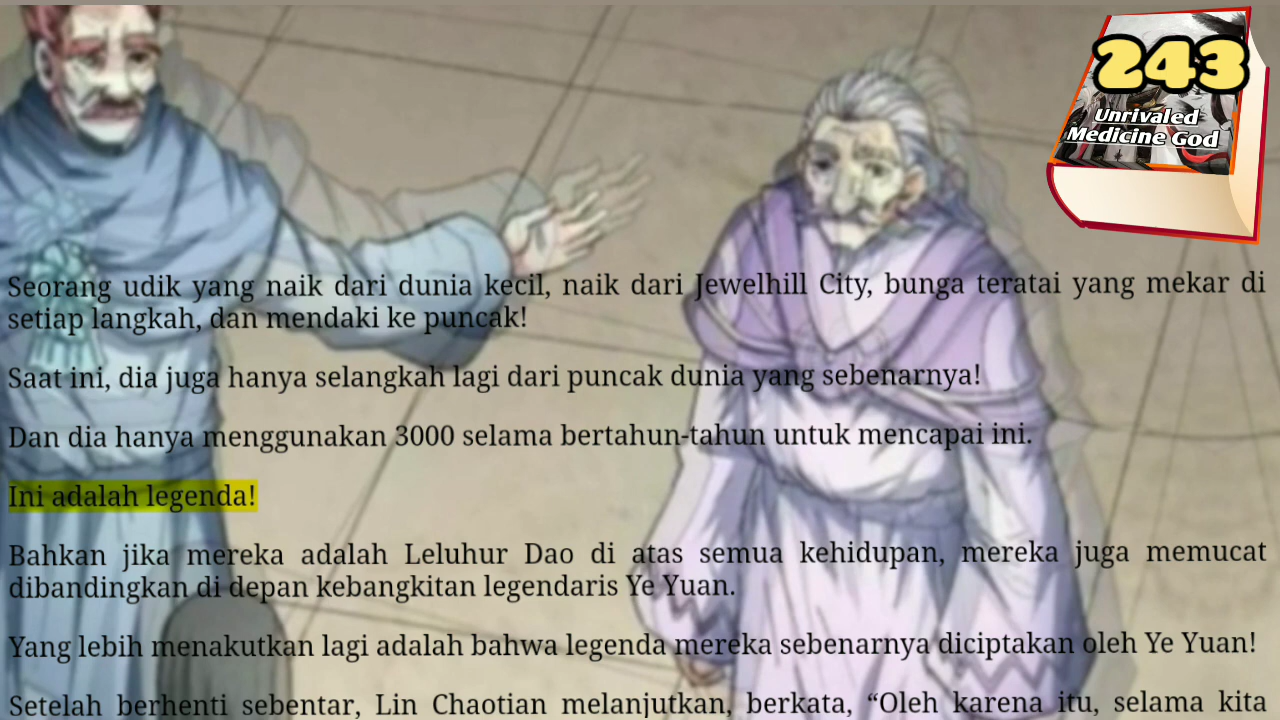 243
Unrivaled
Medicine God
Seorang udik yang naik dari dunia kecil, naik dari Jewelhill City, bunga teratai yang mekar di
setiap langkah, dan mendaki ke puncak!
Saat ini, dia juga hanya selangkah lagi dari puncak dunia yang sebenarnya!
Dan dia hanya menggunakan 3000 selama bertahun-tahun untuk mencapai ini.
Ini adalah legenda!
Bahkan jika mereka adalah Leluhur Dao di atas semua kehidupan, mereka juga memucat
dibandingkan di depan kebangkitan legendaris Ye Yuan.
Yang lebih menakutkan lagi adalah bahwa legenda mereka sebenarnya diciptakan oleh Ye Yuan!
Setelah berhenti sebentar, Lin Chaotian melanjutkan, berkata, “Oleh karena itu, selama kita